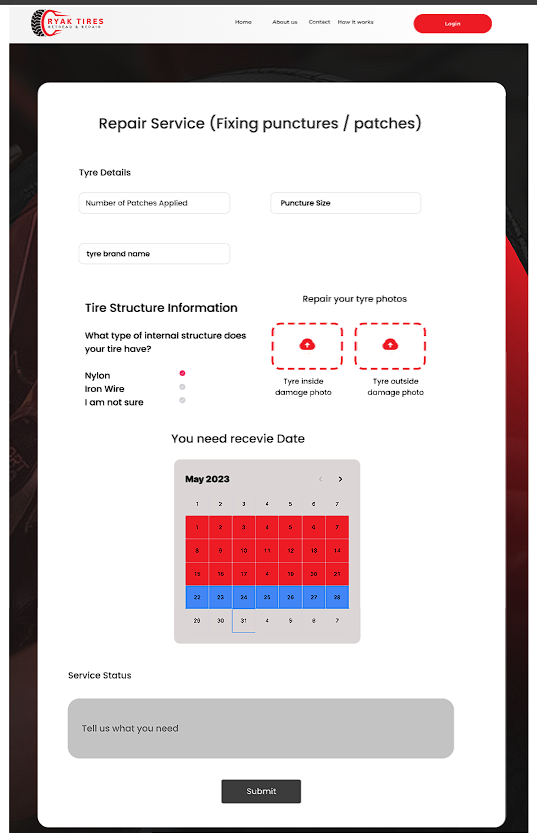 RYAK TIRES
RETREAD & REPAIR
Home About us Contact How it works Login
Repair Service (Fixing punctures / patches)
Tyre Details
Number of Patches Applied Puncture Size
tyre brand name
Tire Structure Information
Repair your tyre photos
What type of internal structure does
your tire have?
Nylon
Iron Wire
I am not sure
Tyre inside
damage photo
Tyre outside
damage photo
You need recevie Date
May 2023
1 2 3 4 5 6 7
1 2 3 4 5 6 7
8 9 10 11 12 13 14
15 16 17 4 19 20 21
22 23 24 25 26 27 28
29 30 31 4 5 6 7
Service Status
Tell us what you need
Submit